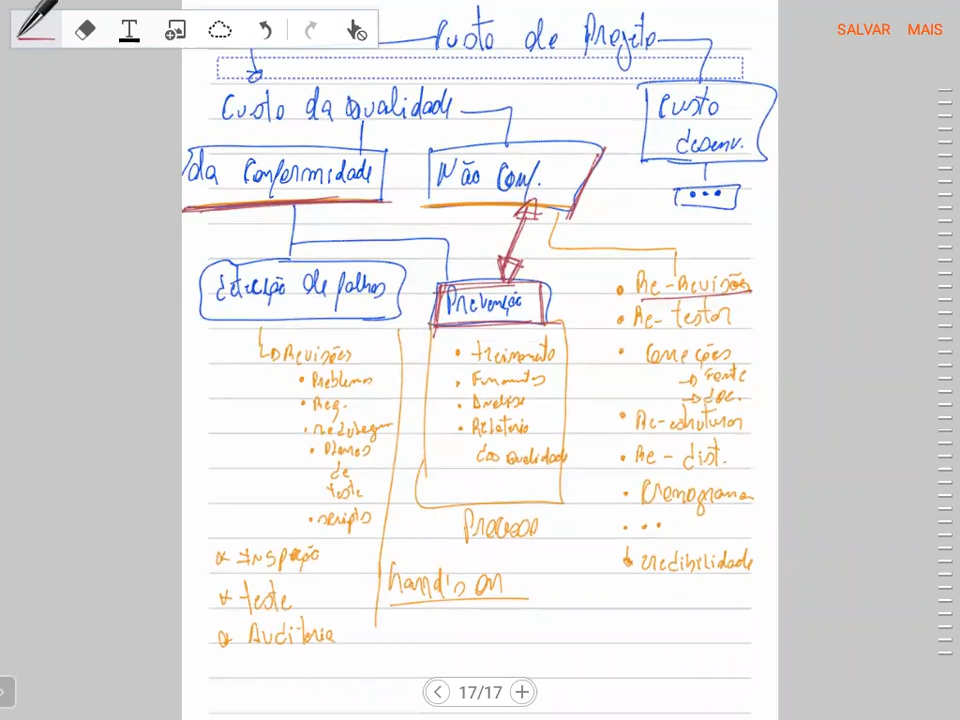 SALVAR MAIS
Custo de Projeto
Custo da Qualidade
Custo
desenv.
da Conformidade
Não Conf.
...
Detecção de falhas
Prevenção
• Re-Revisões
• Re-testar
• Correções
→ Fonte
→ doc.
• Re-estruturar
• Re-dist.
• Cronograma
• ...
↓ credibilidade
Revisões
• Problemas
• Req.
• modelagem
• Planos
de
teste
• scripts
• treinamento
• Ferramentas
• Análise
• Relatório
da qualidade
Processo
Inspeção
teste
Auditoria
hands on
17/17